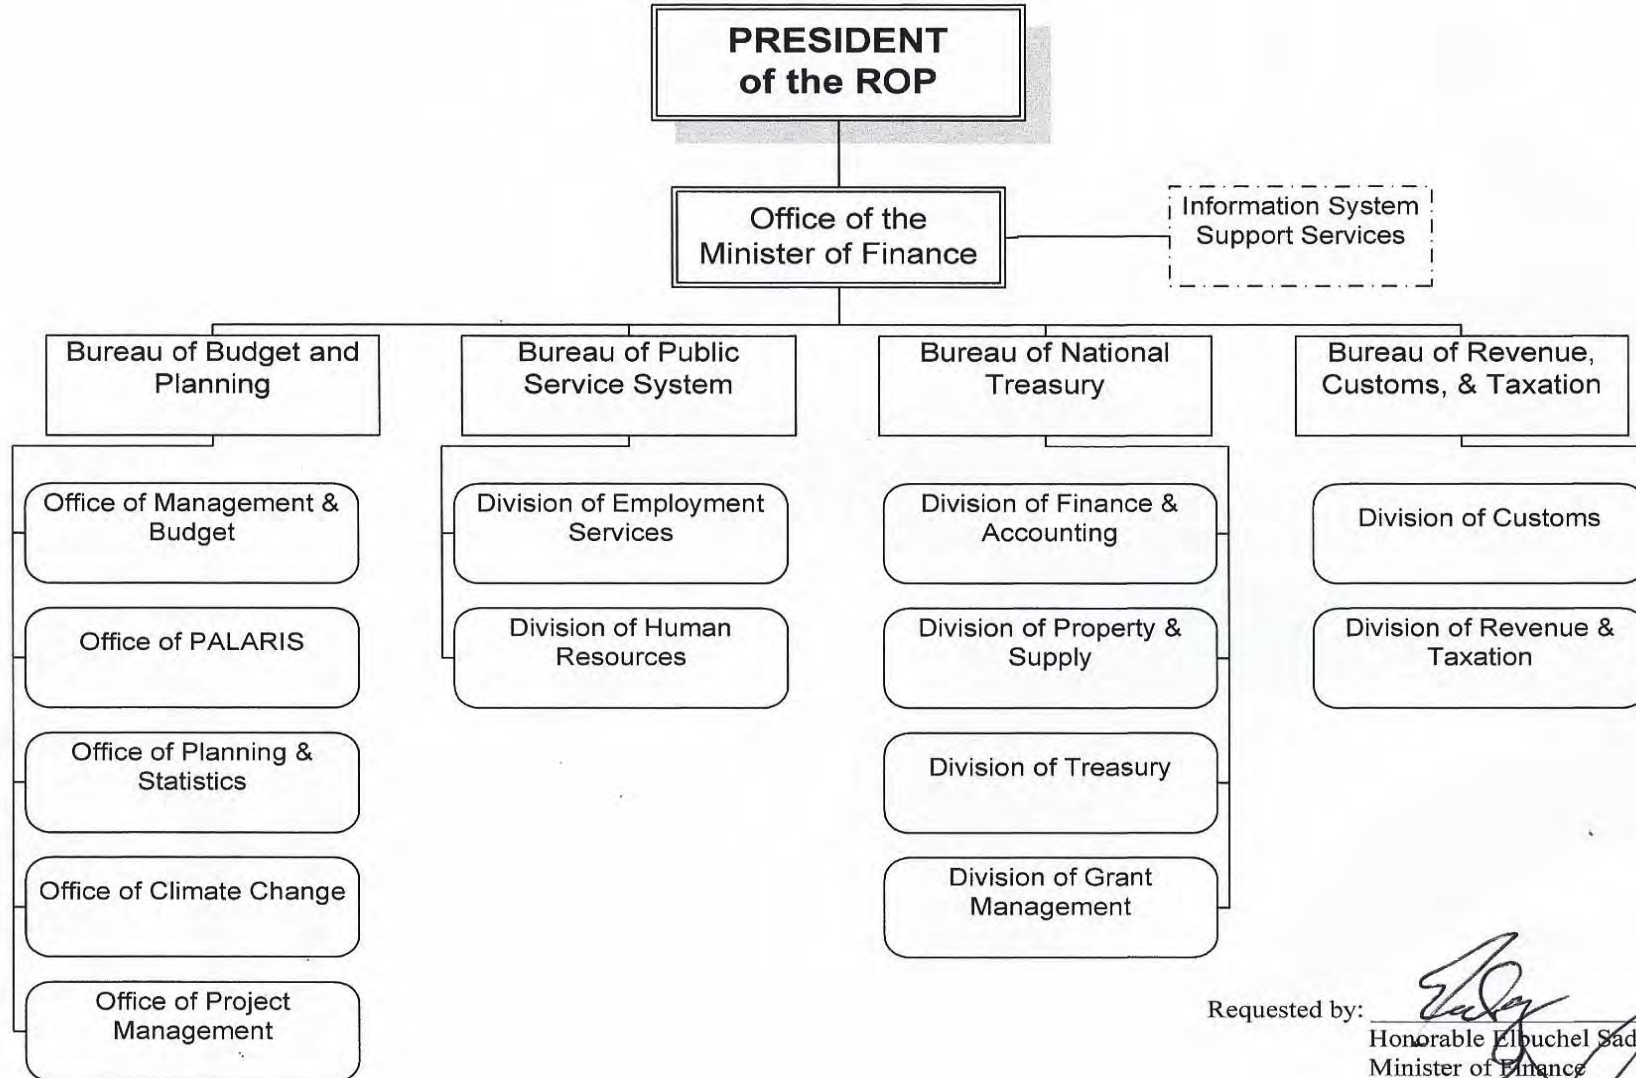 PRESIDENT
of the ROP
Office of the
Minister of Finance
Information System
Support Services
Bureau of Budget and
Planning
Bureau of Public
Service System
Bureau of National
Treasury
Bureau of Revenue,
Customs, & Taxation
Office of Management &
Budget
Office of PALARIS
Office of Planning &
Statistics
Office of Climate Change
Office of Project
Management
Division of Employment
Services
Division of Human
Resources
Division of Finance &
Accounting
Division of Property &
Supply
Division of Treasury
Division of Grant
Management
Division of Customs
Division of Revenue &
Taxation
Requested by:
Honorable Elbuchel Sad
Minister of Finance